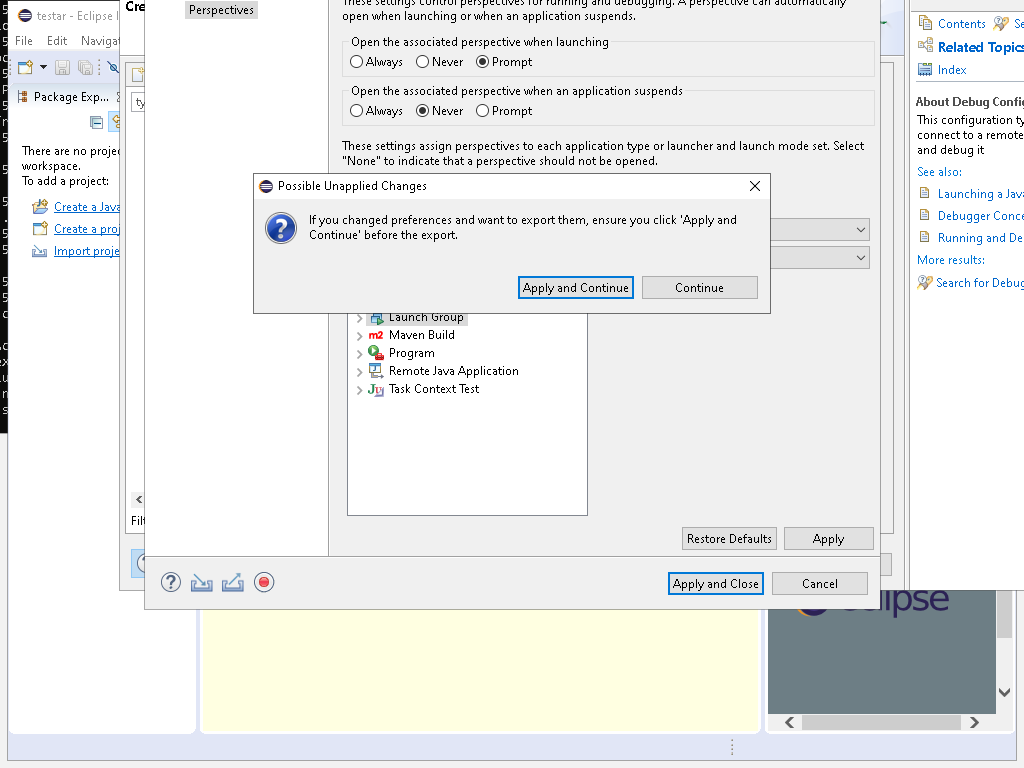 testar - Eclipse I
File Edit Navigat
Package Exp...
There are no proje
workspace.
To add a project:
Create a Java
Create a proj
Import proje
Cre
ty
Filt
Perspectives
These settings control perspectives for running and debugging. A perspective can automatically
open when launching or when an application suspends.
Open the associated perspective when launching
Always Never Prompt
Open the associated perspective when an application suspends
Always Never Prompt
These settings assign perspectives to each application type or launcher and launch mode set. Select
"None" to indicate that a perspective should not be opened.
Possible Unapplied Changes
If you changed preferences and want to export them, ensure you click 'Apply and
Continue' before the export.
Apply and Continue Continue
Launch Group
m2 Maven Build
Program
Remote Java Application
Task Context Test
Restore Defaults Apply
Apply and Close Cancel
Contents Se
Related Topics
Index
About Debug Config
This configuration ty
connect to a remote
and debug it
See also:
Launching a Java
Debugger Conce
Running and De
More results:
Search for Debug
eclipse